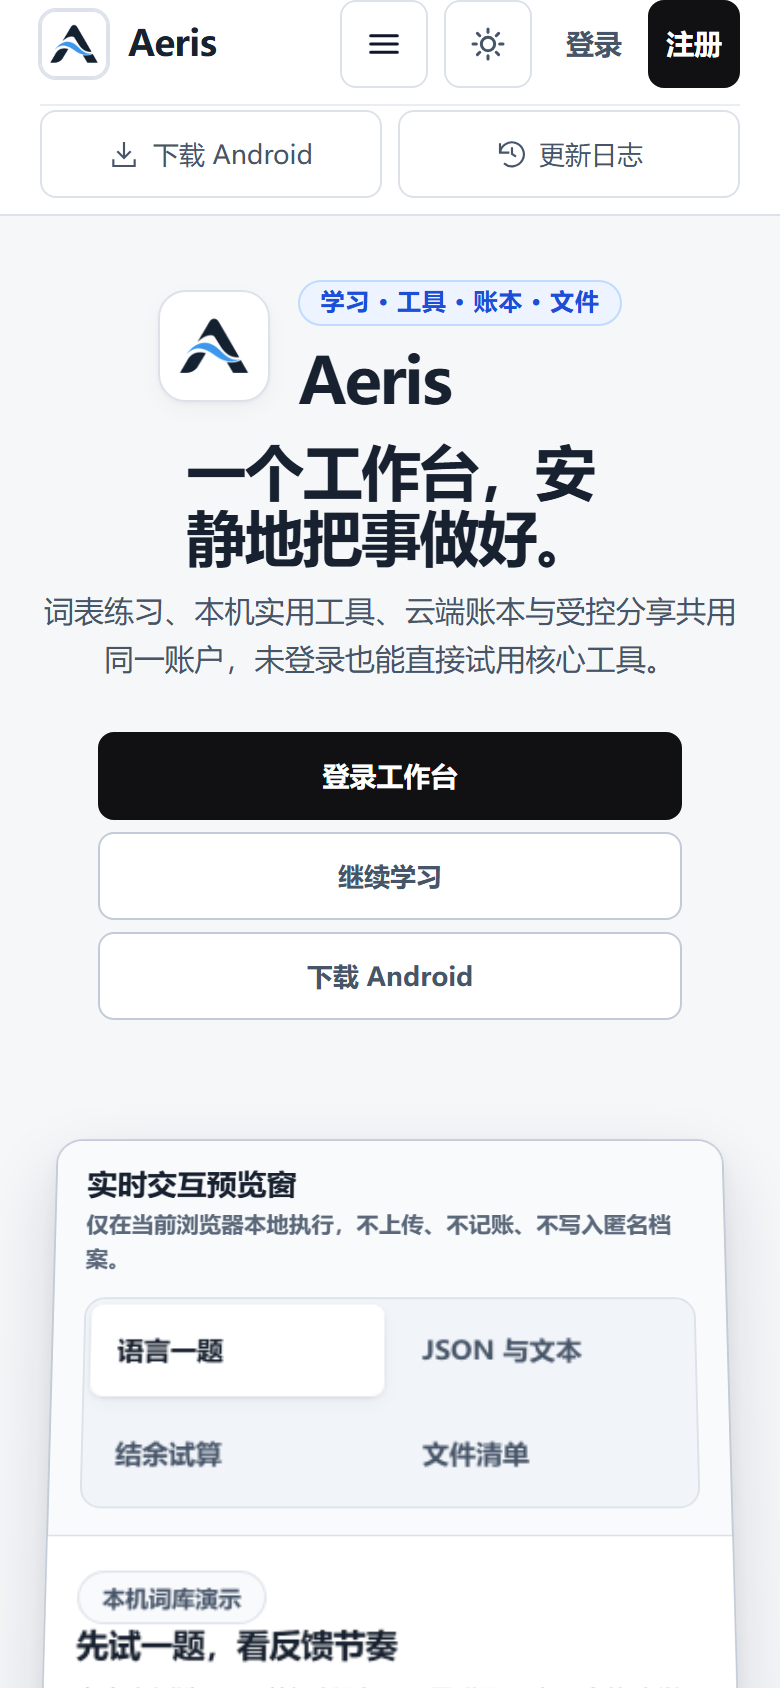 Aeris
登录
注册
下载 Android
更新日志
学习・工具・账本・文件
Aeris
一个工作台，安
静地把事做好。
词表练习、本机实用工具、云端账本与受控分享共用
同一账户，未登录也能直接试用核心工具。
登录工作台
继续学习
下载 Android
实时交互预览窗
仅在当前浏览器本地执行，不上传、不记账、不写入匿名档
案。
语言一题
JSON 与文本
结余试算
文件清单
本机词库演示
先试一题，看反馈节奏